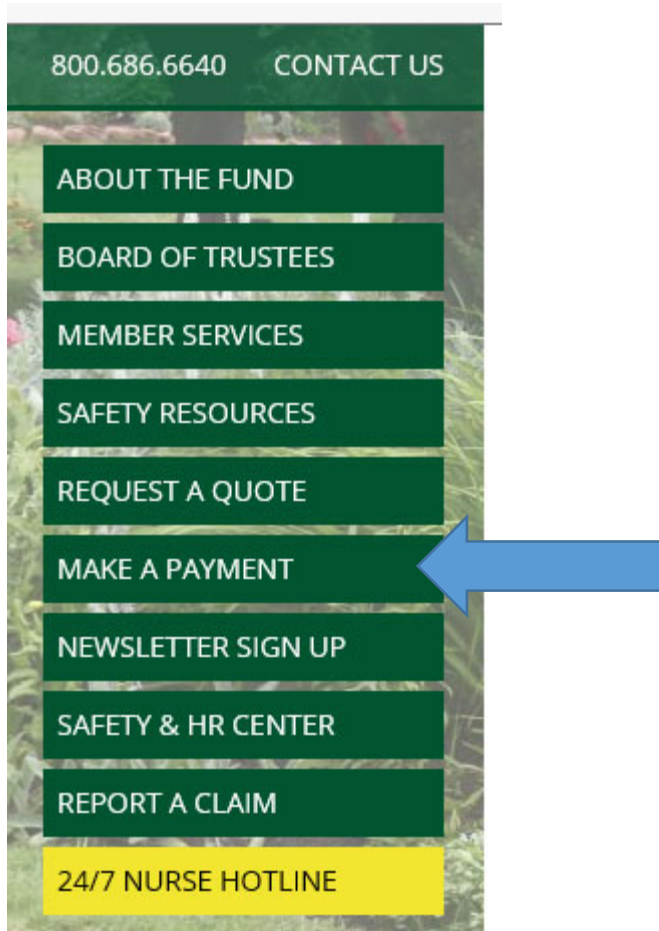 800.686.6640 CONTACT US
ABOUT THE FUND
BOARD OF TRUSTEES
MEMBER SERVICES
SAFETY RESOURCES
REQUEST A QUOTE
MAKE A PAYMENT
NEWSLETTER SIGN UP
SAFETY & HR CENTER
REPORT A CLAIM
24/7 NURSE HOTLINE